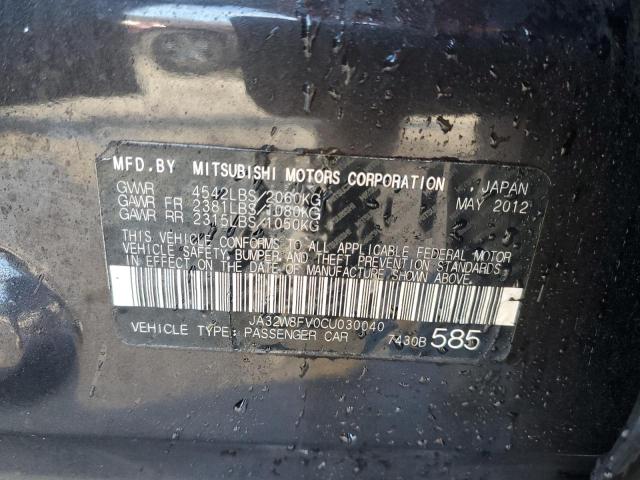 MFD.BY MITSUBISHI MOTORS CORPORATION JAPAN
GWWR 4542LBS 2060KG MAY 2012
GAWR FR 2381LBS 1080KG
GAWR RR 2315LBS 1050KG
THIS VEHICLE CONFORMS TO ALL APPLICABLE FEDERAL MOTOR
VEHICLE SAFETY, BUMPER, AND THEFT PREVENTION STANDARDS
IN EFFECT ON THE DATE OF MANUFACTURE SHOWN ABOVE.
JA32W8FV0CU030040
VEHICLE TYPE: PASSENGER CAR 7430B 585